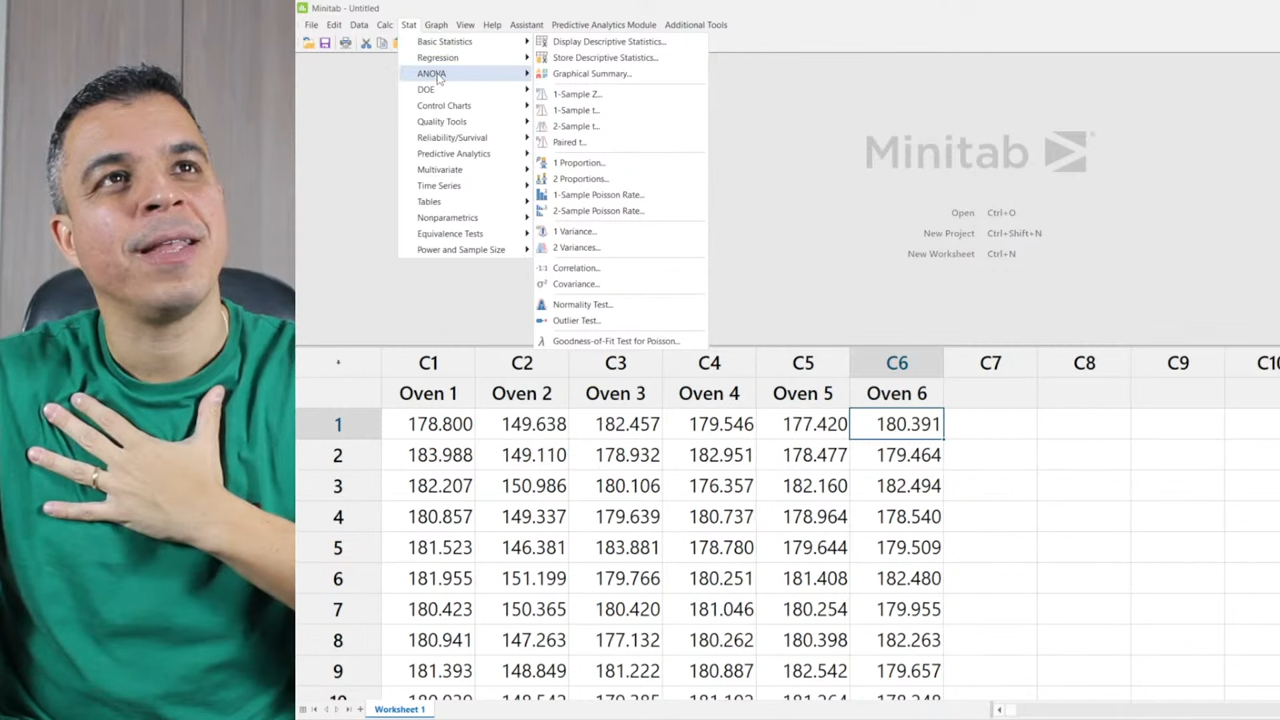 Minitab - Untitled
File Edit Data Calc Stat Graph View Help Assistant Predictive Analytics Module Additional Tools
Basic Statistics
Regression
ANOVA
DOE
Control Charts
Quality Tools
Reliability/Survival
Predictive Analytics
Multivariate
Time Series
Tables
Nonparametrics
Equivalence Tests
Power and Sample Size
Display Descriptive Statistics...
Store Descriptive Statistics...
Graphical Summary...
1-Sample Z...
1-Sample t...
2-Sample t...
Paired t...
1 Proportion...
2 Proportions...
1-Sample Poisson Rate...
2-Sample Poisson Rate...
1 Variance...
2 Variances...
Correlation...
σ² Covariance...
Normality Test...
Outlier Test...
λ Goodness-of-Fit Test for Poisson...
Minitab
Open Ctrl+O
New Project Ctrl+Shift+N
New Worksheet Ctrl+N
C1 C2 C3 C4 C5 C6 C7 C8 C9 C10
Oven 1 Oven 2 Oven 3 Oven 4 Oven 5 Oven 6
1 178.800 149.638 182.457 179.546 177.420 180.391
2 183.988 149.110 178.932 182.951 178.477 179.464
3 182.207 150.986 180.106 176.357 182.160 182.494
4 180.857 149.337 179.639 180.737 178.964 178.540
5 181.523 146.381 183.881 178.780 179.644 179.509
6 181.955 151.199 179.766 180.251 181.408 182.480
7 180.423 150.365 180.420 181.046 180.254 179.955
8 180.941 147.263 177.132 180.262 180.398 182.263
9 181.393 148.849 181.222 180.887 182.542 179.657
Worksheet 1